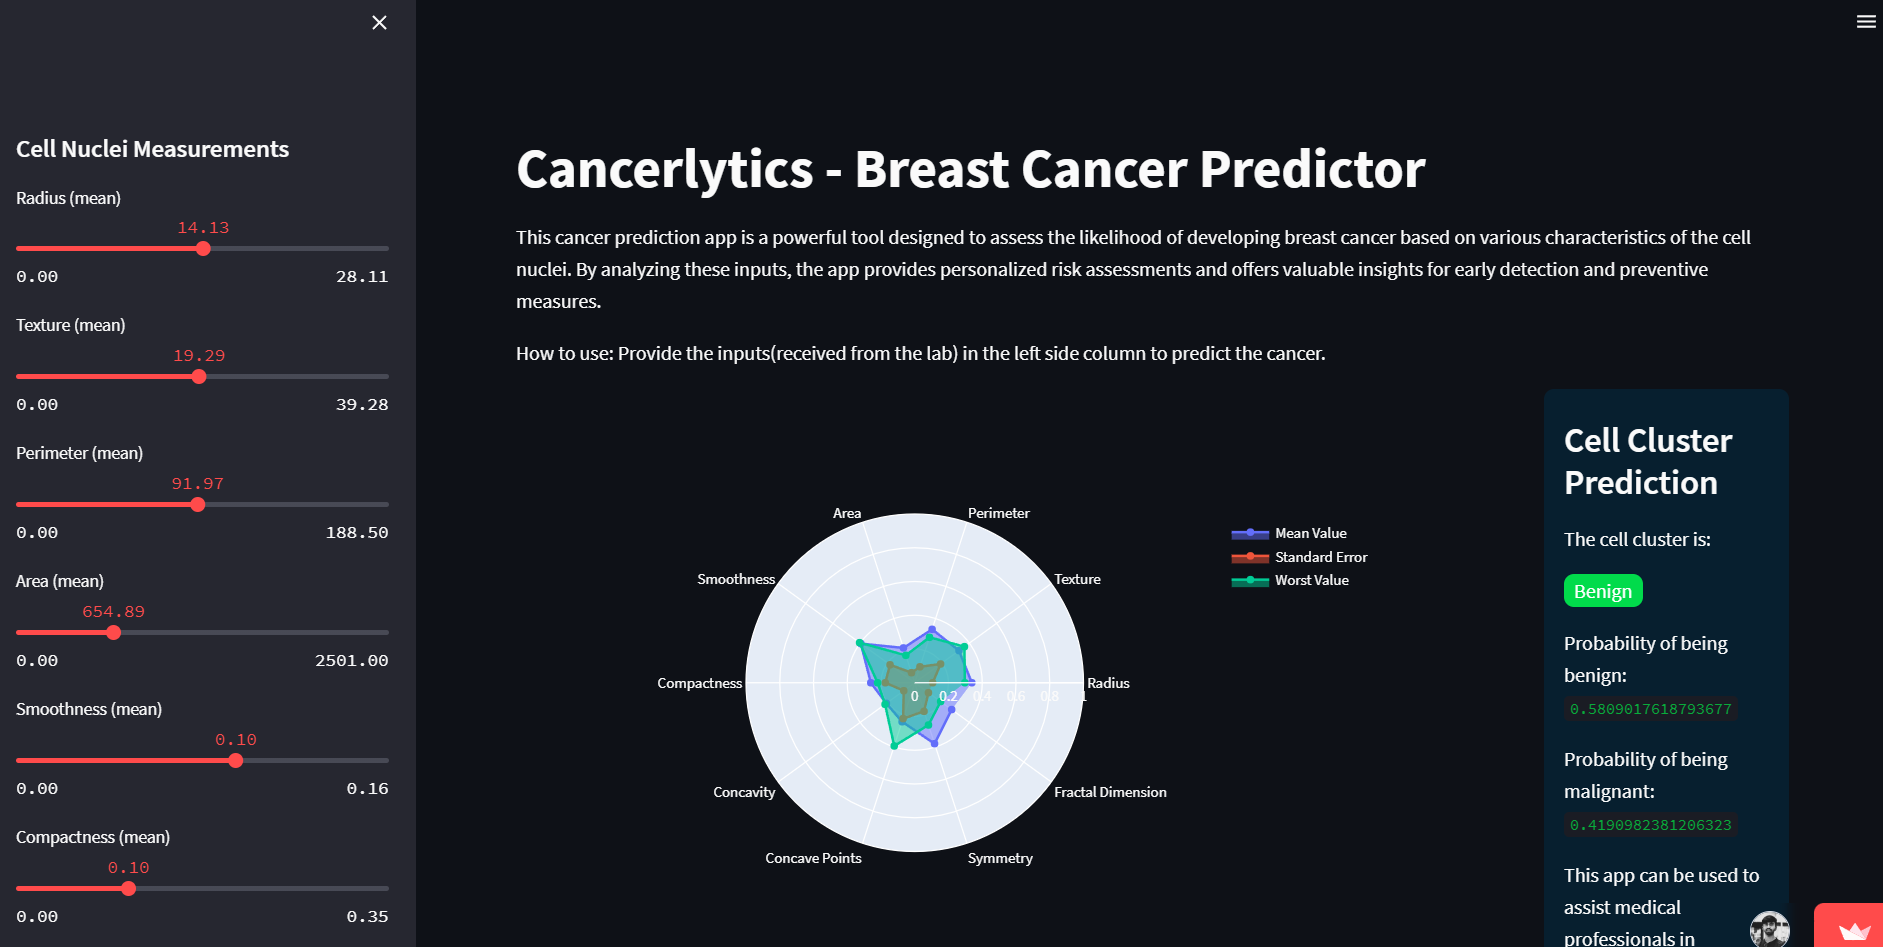 Cell Nuclei Measurements
Radius (mean)
14.13
0.00 28.11
Texture (mean)
19.29
0.00 39.28
Perimeter (mean)
91.97
0.00 188.50
Area (mean)
654.89
0.00 2501.00
Smoothness (mean)
0.10
0.00 0.16
Compactness (mean)
0.10
0.00 0.35
Cancerlytics - Breast Cancer Predictor
This cancer prediction app is a powerful tool designed to assess the likelihood of developing breast cancer based on various characteristics of the cell
nuclei. By analyzing these inputs, the app provides personalized risk assessments and offers valuable insights for early detection and preventive
measures.
How to use: Provide the inputs(received from the lab) in the left side column to predict the cancer.
Area Perimeter
Smoothness Texture
Compactness Radius
0 0.2 0.4 0.6 0.8 1
Concavity Fractal Dimension
Concave Points Symmetry
Mean Value
Standard Error
Worst Value
Cell Cluster
Prediction
The cell cluster is:
Benign
Probability of being
benign:
0.5809017618793677
Probability of being
malignant:
0.4190982381206323
This app can be used to
assist medical
professionals in